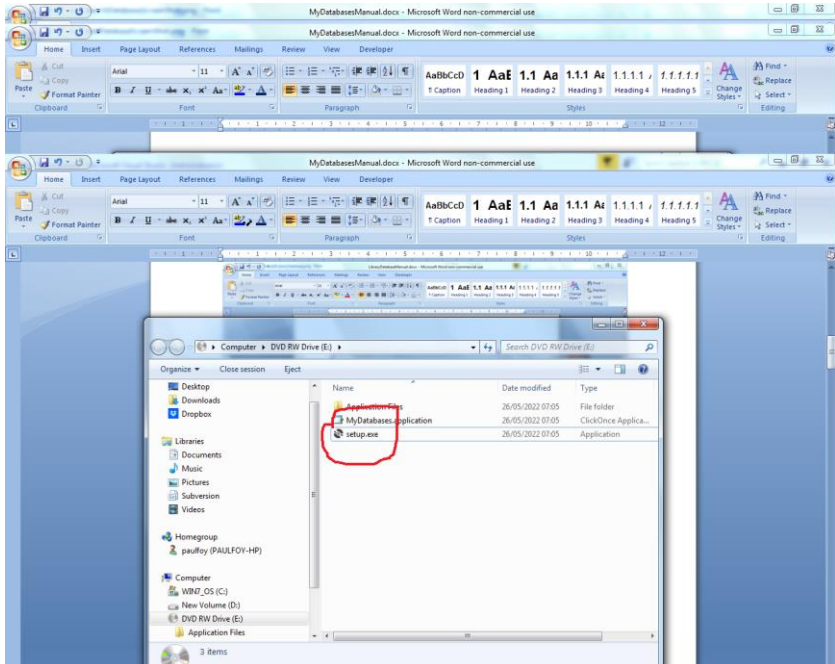 MyDatabasesManual.docx - Microsoft Word non-commercial use
MyDatabasesManual.docx - Microsoft Word non-commercial use
Home Insert Page Layout References Mailings Review View Developer
Paste
Cut
Copy
Format Painter
Arial 11
AaBbCcD 1 AaE 1.1 Aa 1.1.1 Aa 1.1.1.1 1.1.1.1.1
¶ Caption Heading 1 Heading 2 Heading 3 Heading 4 Heading 5
Change Styles
Find
Replace
Select
Clipboard Font Paragraph Styles Editing
MyDatabasesManual.docx - Microsoft Word non-commercial use
Home Insert Page Layout References Mailings Review View Developer
Paste
Cut
Copy
Format Painter
Arial 11
AaBbCcD 1 AaE 1.1 Aa 1.1.1 Aa 1.1.1.1 1.1.1.1.1
¶ Caption Heading 1 Heading 2 Heading 3 Heading 4 Heading 5
Change Styles
Find
Replace
Select
Clipboard Font Paragraph Styles Editing
Computer DVD RW Drive (E:)
Search DVD RW Drive (E:)
Organize Close session Eject
Desktop
Downloads
Dropbox
Libraries
Documents
Music
Pictures
Subversion
Videos
Homegroup
paulfoy (PAULFOY-HP)
Computer
WIN7_OS (C:)
New Volume (D:)
DVD RW Drive (E:)
Application Files
Name Date modified Type
Application Files 26/05/2022 07:05 File folder
MyDatabases.application 26/05/2022 07:05 ClickOnce Applica...
setup.exe 26/05/2022 07:05 Application
3 items